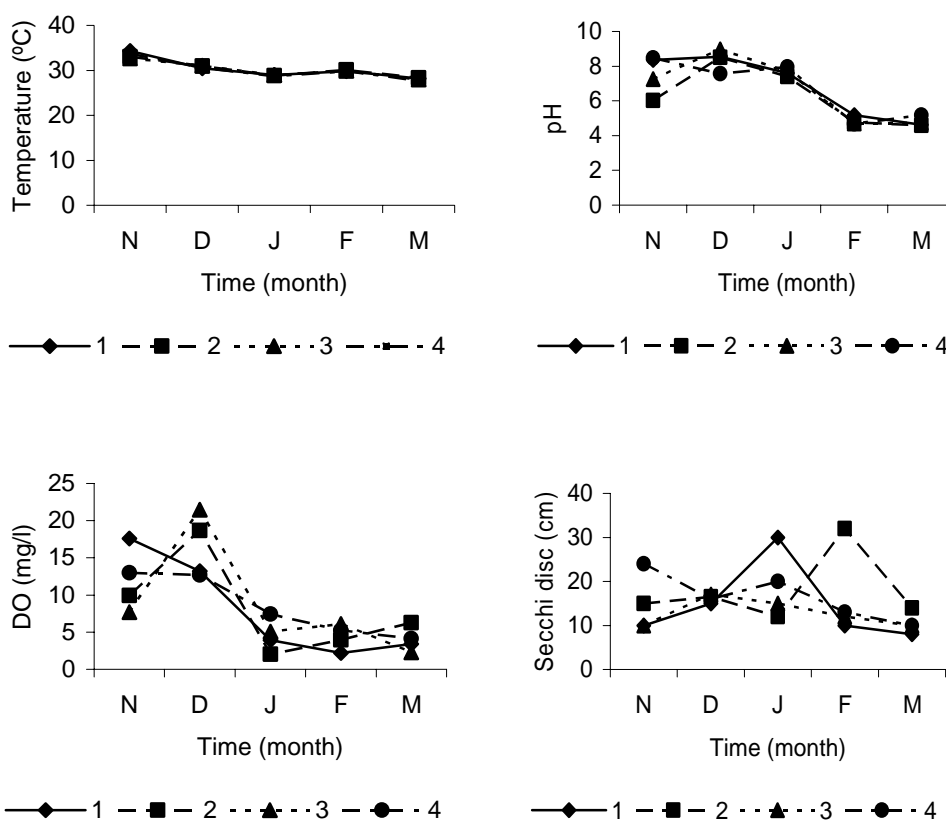 Temperature (ºC)
40
30
20
10
0
N D J F M
Time (month)
1 2 3 4
pH
10
8
6
4
2
0
N D J F M
Time (month)
1 2 3 4
DO (mg/l)
25
20
15
10
5
0
N D J F M
Time (month)
1 2 3 4
Secchi disc (cm)
40
30
20
10
0
N D J F M
Time (month)
1 2 3 4